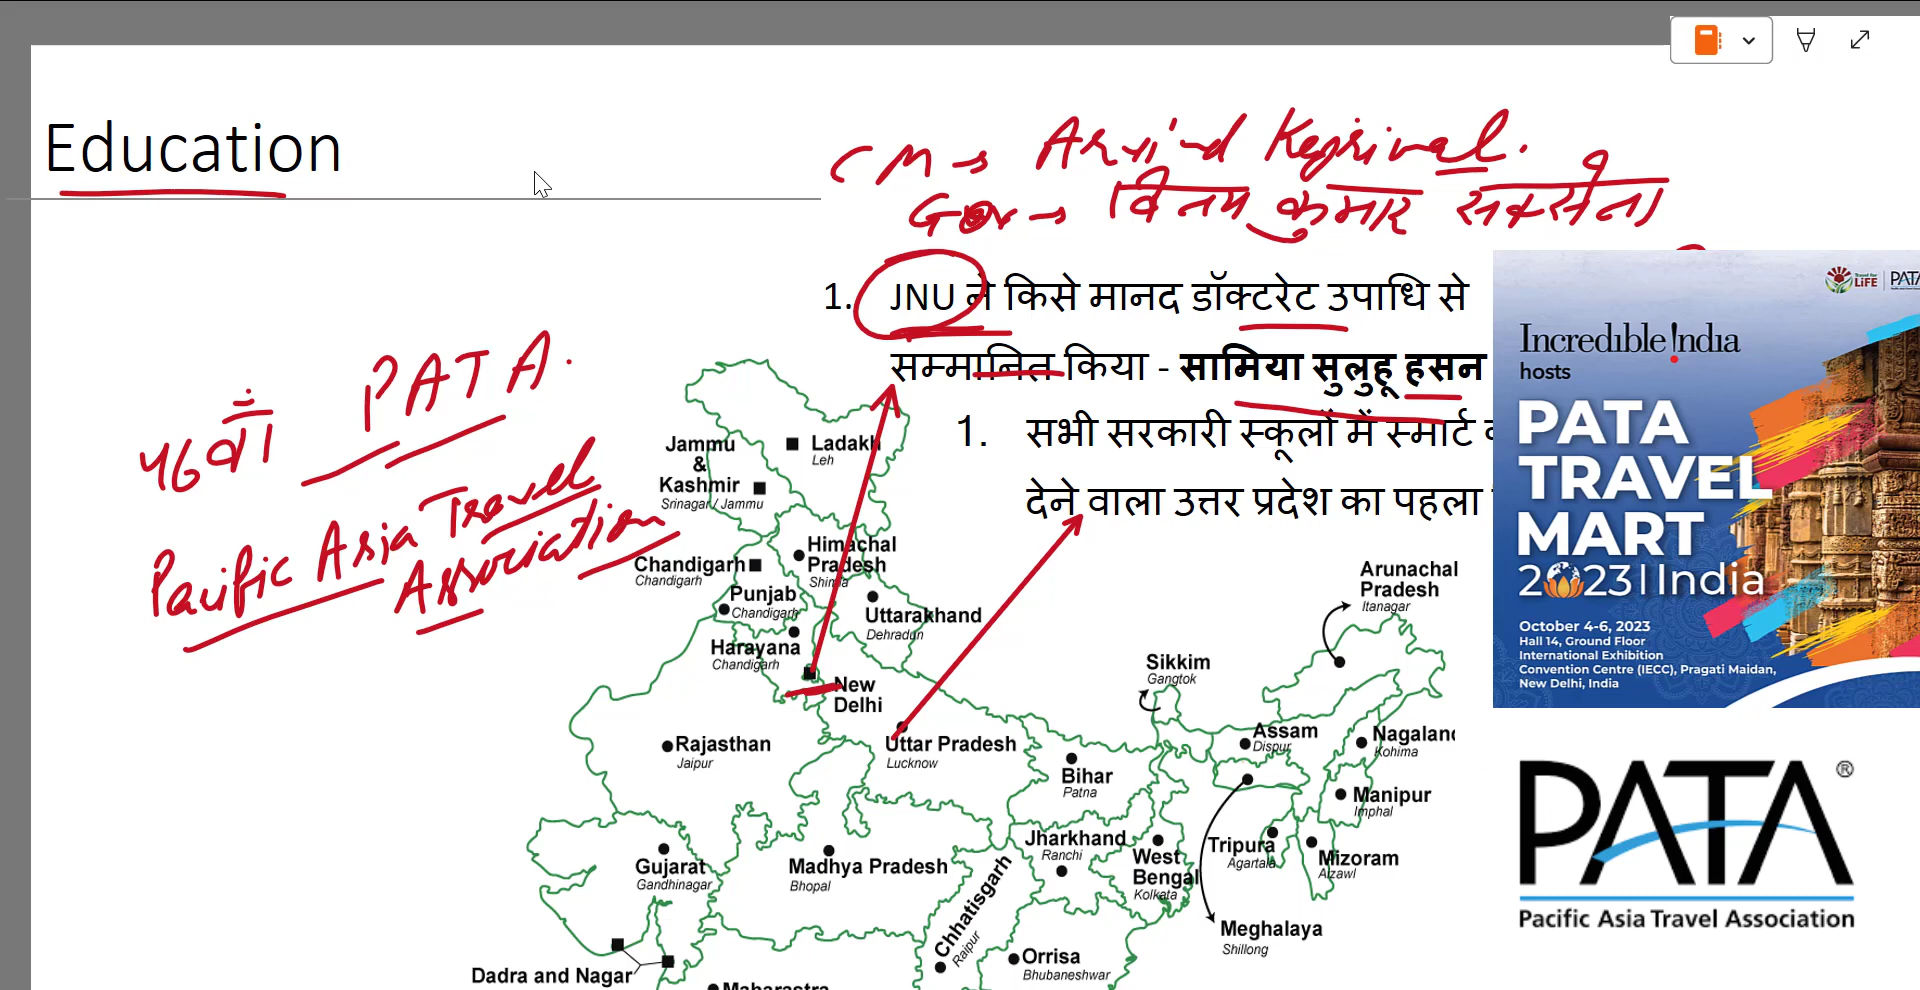 Education
CM → Arvind Kejriwal.
Gov → विनय कुमार सक्सेना
1. JNU ने किसे मानद डॉक्टरेट उपाधि से
सम्मानित किया - सामिया सुलुहू हसन
1. सभी सरकारी स्कूलों में स्मार्ट
देने वाला उत्तर प्रदेश का पहला
46वां PATA.
Pacific Asia Travel
Association
Travel for
LiFE | PATA
Incredible !ndia
hosts
PATA
TRAVEL
MART
2023 | India
October 4-6, 2023
Hall 14, Ground Floor
International Exhibition
Convention Centre (IECC), Pragati Maidan,
New Delhi, India
PATA®
Pacific Asia Travel Association
Jammu
&
Kashmir
Srinagar / Jammu
Ladakh
Leh
Himachal
Pradesh
Shimla
Chandigarh
Chandigarh
Punjab
Chandigarh
Uttarakhand
Dehradun
Harayana
Chandigarh
New
Delhi
Arunachal
Pradesh
Itanagar
Sikkim
Gangtok
Rajasthan
Jaipur
Uttar Pradesh
Lucknow
Bihar
Patna
Assam
Dispur
Nagaland
Kohima
Manipur
Imphal
Gujarat
Gandhinagar
Madhya Pradesh
Bhopal
Jharkhand
Ranchi
West
Bengal
Kolkata
Tripura
Agartala
Mizoram
Aizawl
Chhatisgarh
Raipur
Meghalaya
Shillong
Orrisa
Bhubaneshwar
Dadra and Nagar
Maharastra